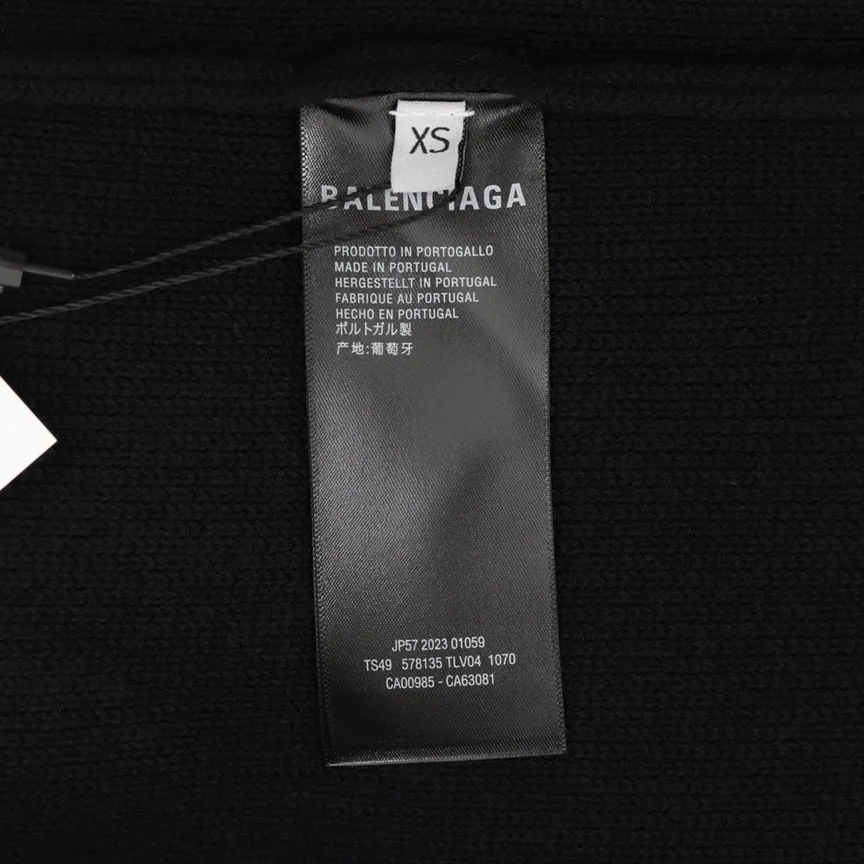 XS
BALENCIAGA
PRODOTTO IN PORTOGALLO
MADE IN PORTUGAL
HERGESTELLT IN PORTUGAL
FABRIQUE AU PORTUGAL
HECHO EN PORTUGAL
ポルトガル製
产地:葡萄牙
JP57 2023 01059
TS49 578135 TLV04 1070
CA00985 - CA63081